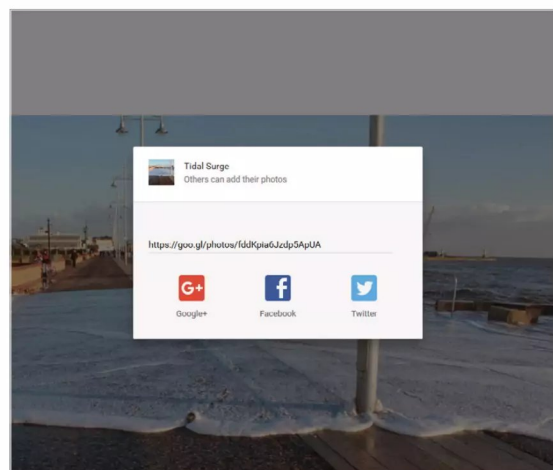 Tidal Surge
Others can add their photos
https://goo.gl/photos/fddKpia6Jzdp5ApUA
G+
Google+
Facebook
Twitter